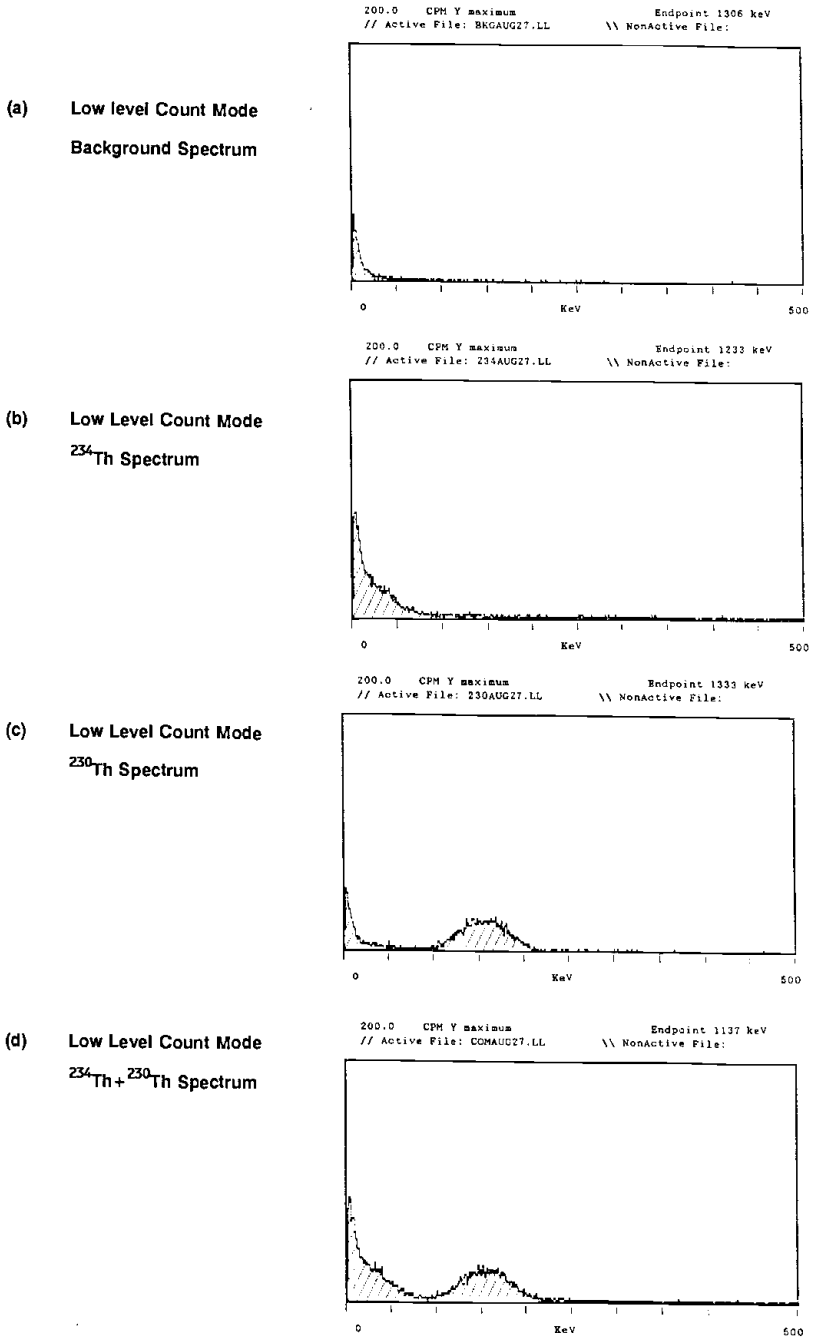 200.0 CPM Y maximum Endpoint 1306 keV
// Active File: BKGAUG27.LL \\ NonActive File:
(a) Low level Count Mode
Background Spectrum
0 KeV 500
200.0 CPM Y maximum Endpoint 1233 keV
// Active File: 234AUG27.LL \\ NonActive File:
(b) Low Level Count Mode
234Th Spectrum
0 KeV 500
200.0 CPM Y maximum Endpoint 1333 keV
// Active File: 230AUG27.LL \\ NonActive File:
(c) Low Level Count Mode
230Th Spectrum
0 KeV 500
200.0 CPM Y maximum Endpoint 1137 keV
// Active File: COMAUG27.LL \\ NonActive File:
(d) Low Level Count Mode
234Th + 230Th Spectrum
0 KeV 500